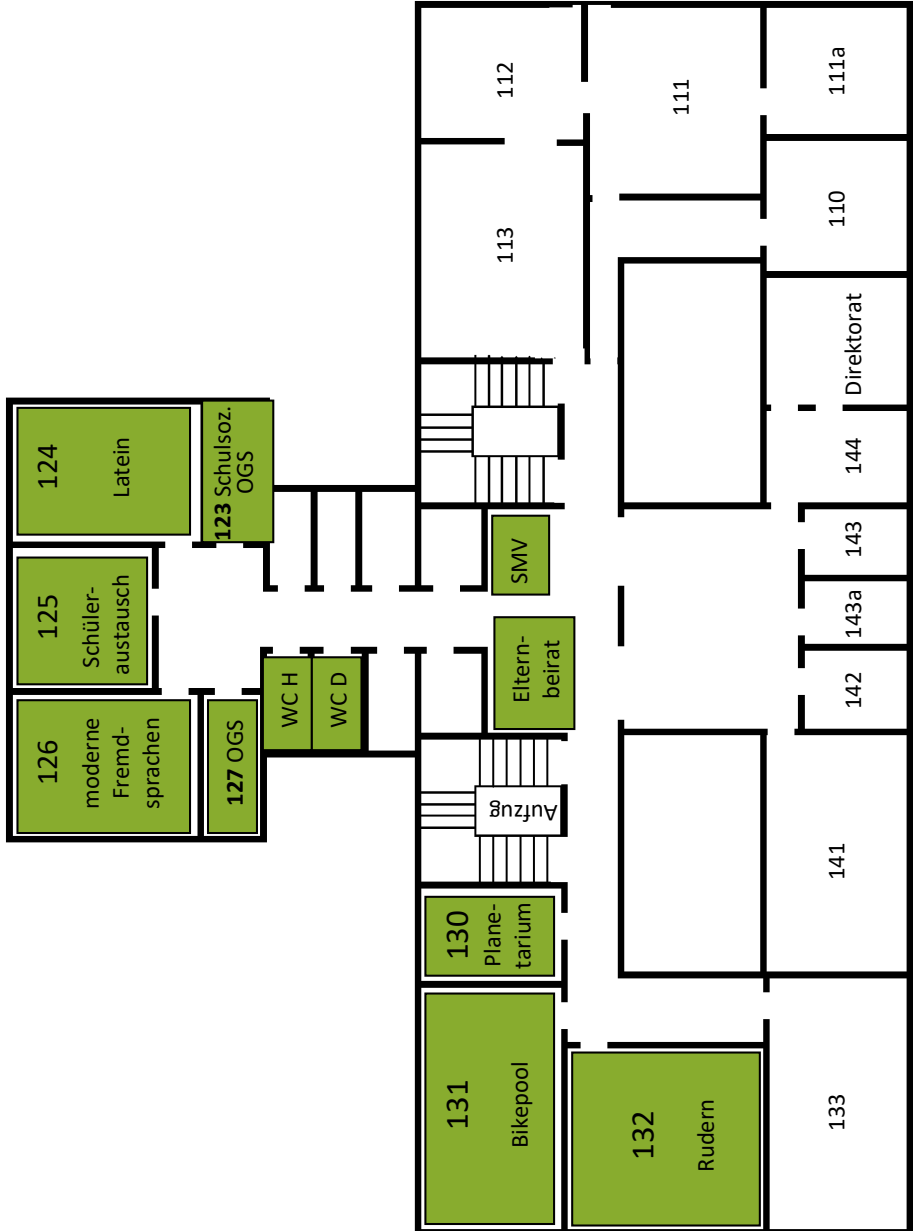 126
moderne
Fremd-
sprachen
125
Schüler-
austausch
124
Latein
127 OGS
123 Schulsoz.
OGS
WC H
WC D
131
Bikepool
130
Plane-
tarium
Aufzug
Eltern-
beirat
SMV
113
112
132
Rudern
111
133
141
142
143a
143
144
Direktorat
110
111a